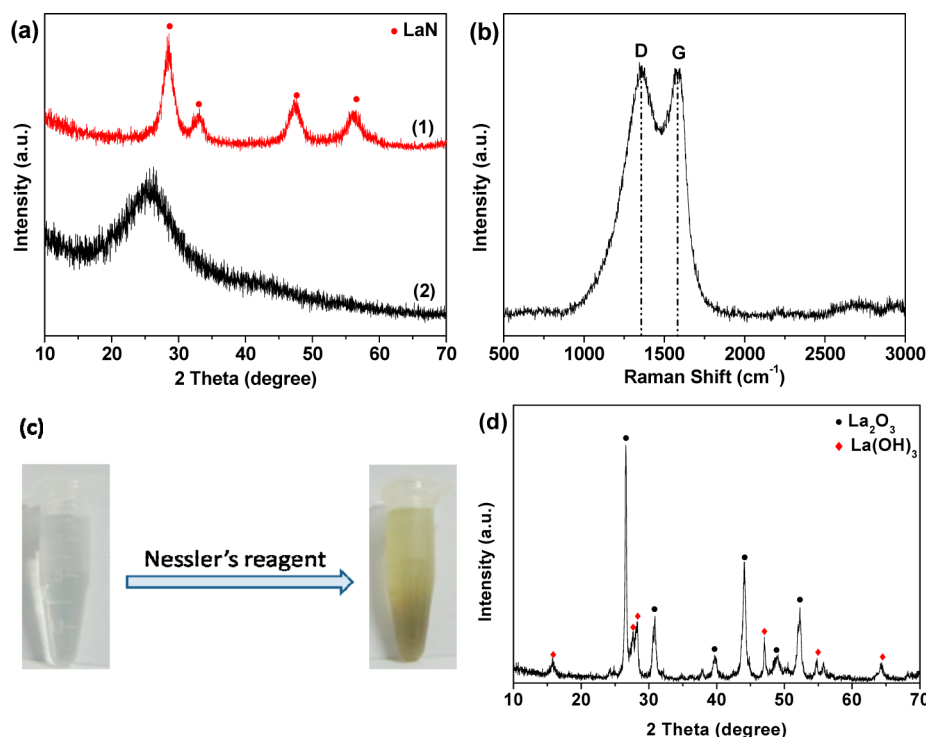 (a)
● LaN
(1)
(2)
Intensity (a.u.)
10 20 30 40 50 60 70
2 Theta (degree)
(b)
D G
Intensity (a.u.)
500 1000 1500 2000 2500 3000
Raman Shift (cm⁻¹)
(c)
Nessler's reagent
(d)
● La₂O₃
♦ La(OH)₃
Intensity (a.u.)
10 20 30 40 50 60 70
2 Theta (degree)